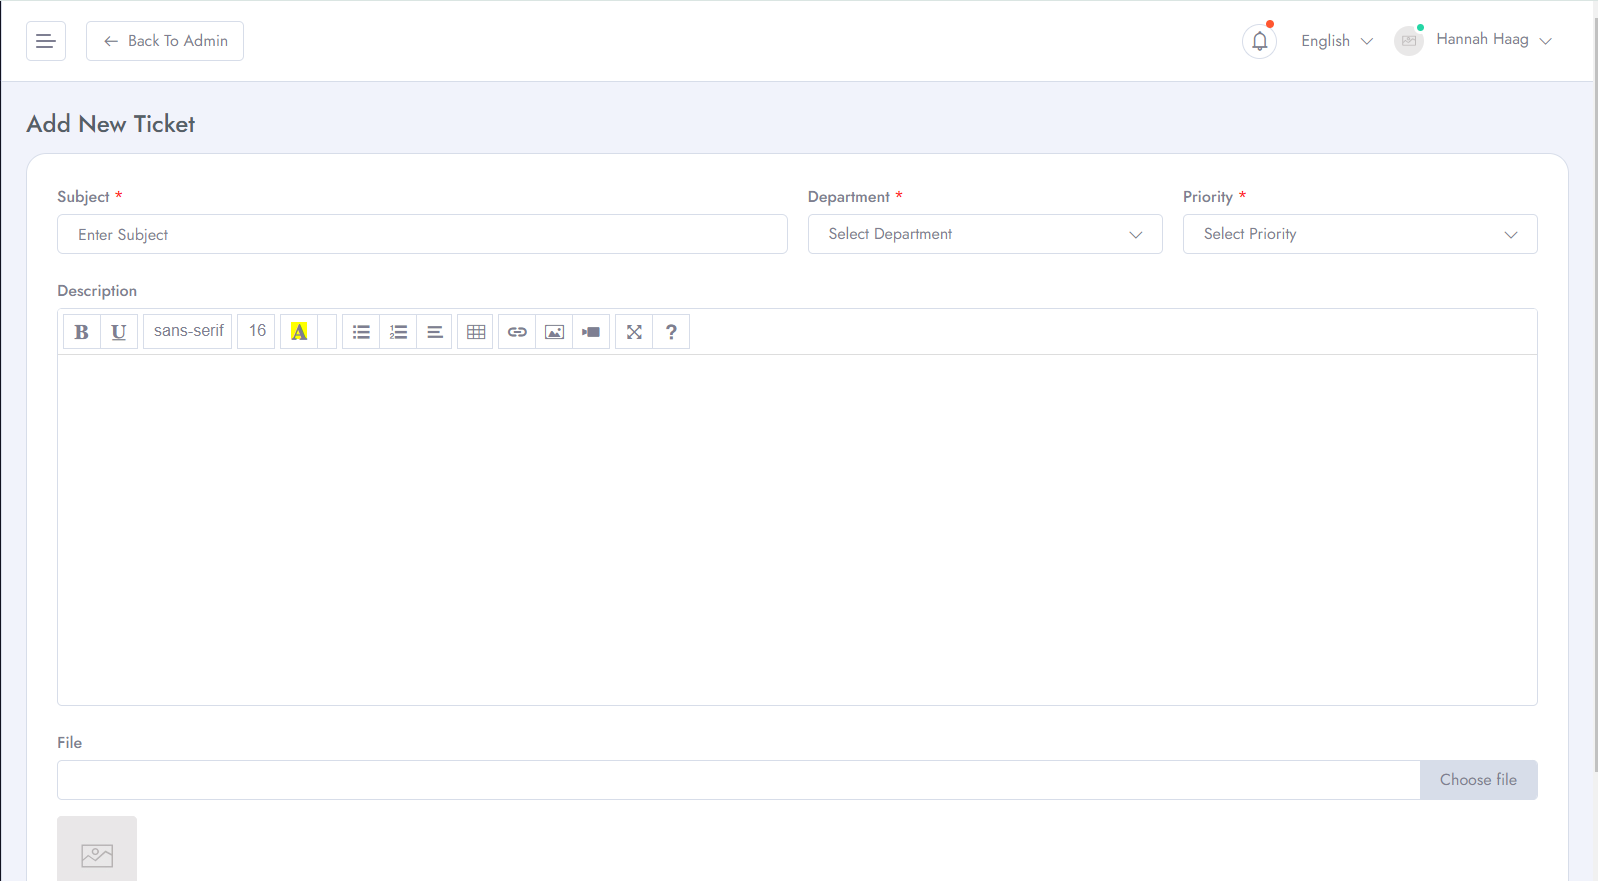 Back To Admin
English
Hannah Haag
Add New Ticket
Subject *
Department *
Priority *
Enter Subject
Select Department
Select Priority
Description
B U sans-serif 16 A ?
File
Choose file